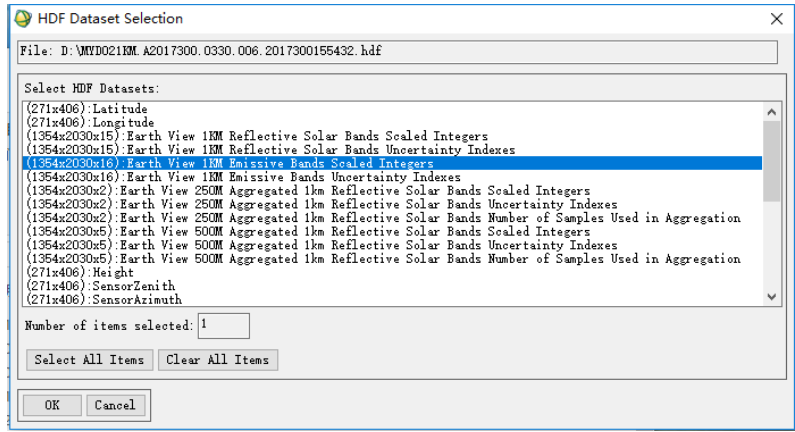 HDF Dataset Selection
File: D:\MYD021KM.A2017300.0330.006.2017300155432.hdf
Select HDF Datasets:
(271x406):Latitude
(271x406):Longitude
(1354x2030x15):Earth View 1KM Reflective Solar Bands Scaled Integers
(1354x2030x15):Earth View 1KM Reflective Solar Bands Uncertainty Indexes
(1354x2030x16):Earth View 1KM Emissive Bands Scaled Integers
(1354x2030x16):Earth View 1KM Emissive Bands Uncertainty Indexes
(1354x2030x2):Earth View 250M Aggregated 1km Reflective Solar Bands Scaled Integers
(1354x2030x2):Earth View 250M Aggregated 1km Reflective Solar Bands Uncertainty Indexes
(1354x2030x2):Earth View 250M Aggregated 1km Reflective Solar Bands Number of Samples Used in Aggregation
(1354x2030x5):Earth View 500M Aggregated 1km Reflective Solar Bands Scaled Integers
(1354x2030x5):Earth View 500M Aggregated 1km Reflective Solar Bands Uncertainty Indexes
(1354x2030x5):Earth View 500M Aggregated 1km Reflective Solar Bands Number of Samples Used in Aggregation
(271x406):Height
(271x406):SensorZenith
(271x406):SensorAzimuth
Number of items selected: 1
Select All Items Clear All Items
OK Cancel